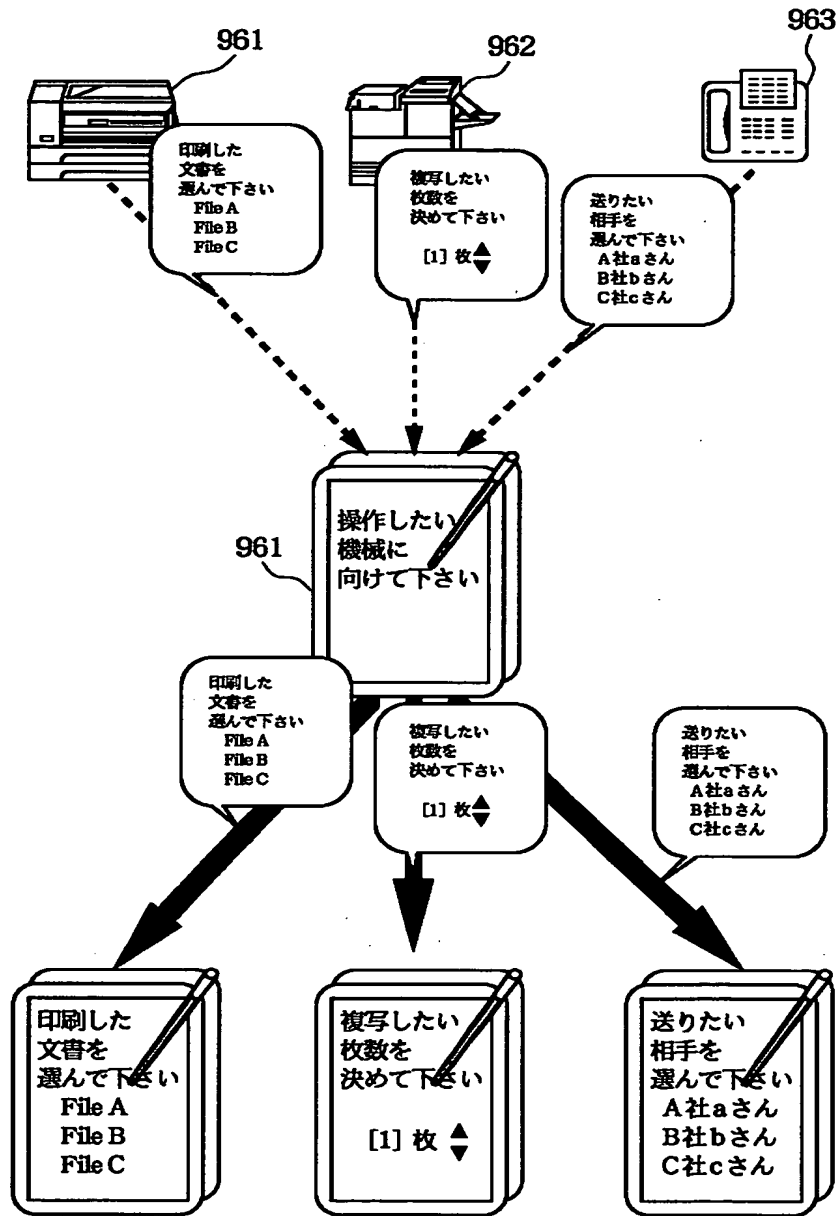 961
962
963
印刷した
文書を
選んで下さい
File A
File B
File C
複写したい
枚数を
決めて下さい
[1] 枚
送りたい
相手を
選んで下さい
A社aさん
B社bさん
C社cさん
961
操作したい
機械に
向けて下さい
印刷した
文書を
選んで下さい
File A
File B
File C
複写したい
枚数を
決めて下さい
[1] 枚
送りたい
相手を
選んで下さい
A社aさん
B社bさん
C社cさん
印刷した
文書を
選んで下さい
File A
File B
File C
複写したい
枚数を
決めて下さい
[1] 枚
送りたい
相手を
選んで下さい
A社aさん
B社bさん
C社cさん